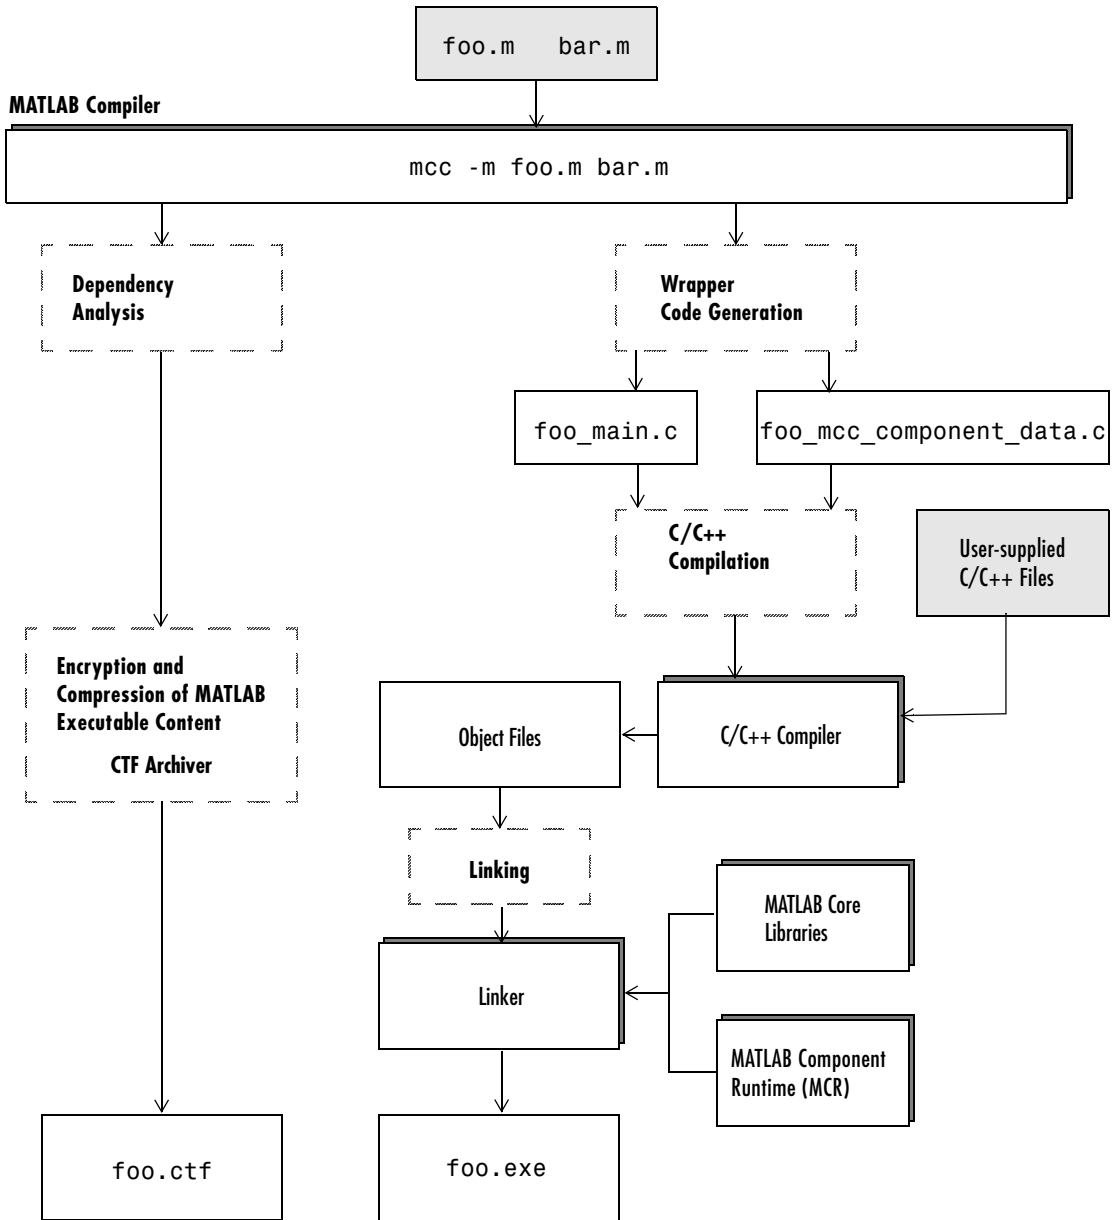 foo.m bar.m
MATLAB Compiler
mcc -m foo.m bar.m
Dependency
Analysis
Wrapper
Code Generation
foo_main.c
foo_mcc_component_data.c
C/C++
Compilation
User-supplied
C/C++ Files
Encryption and
Compression of MATLAB
Executable Content
CTF Archiver
Object Files
C/C++ Compiler
Linking
MATLAB Core
Libraries
Linker
MATLAB Component
Runtime (MCR)
foo.ctf
foo.exe